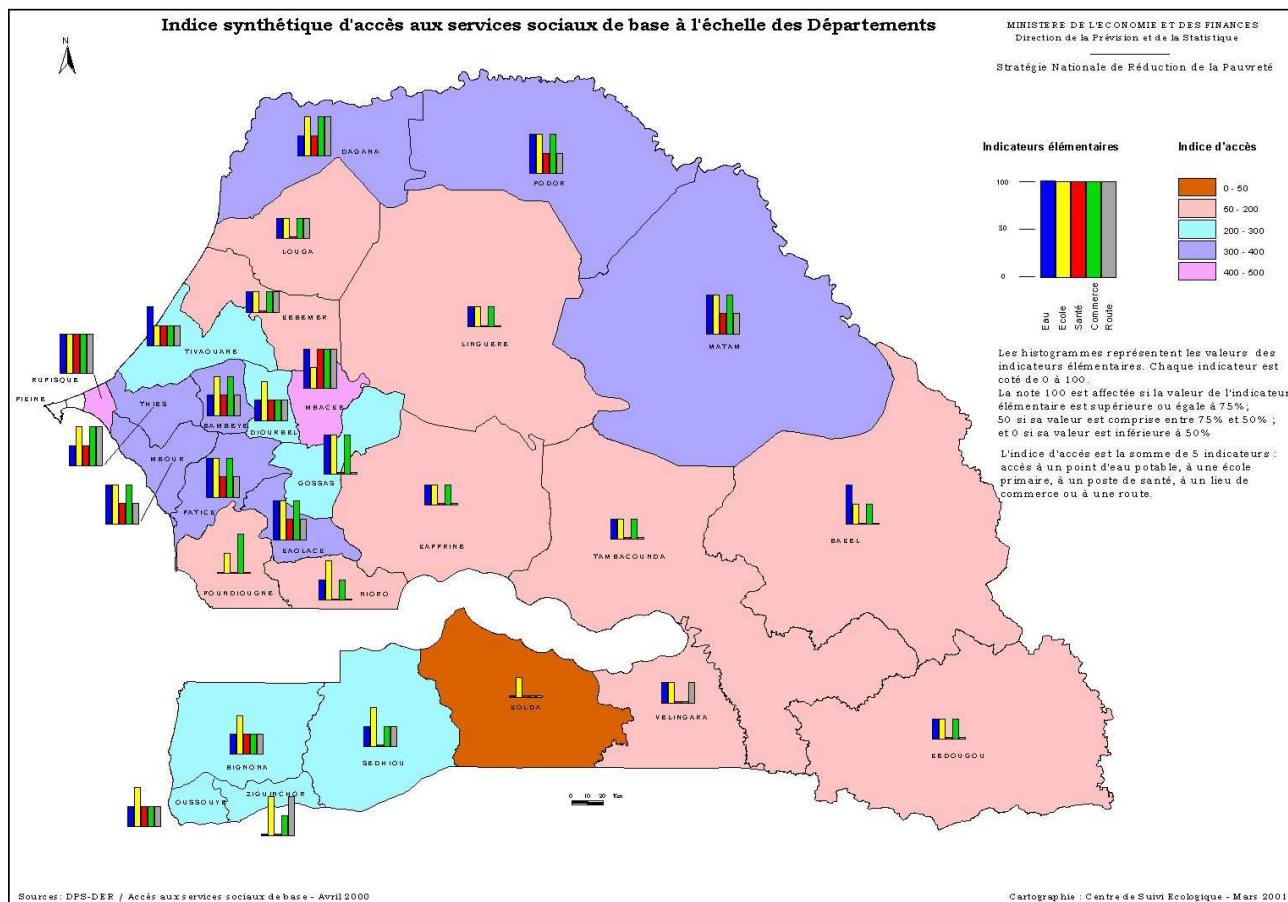 Indice synthétique d'accès aux services sociaux de base à l'échelle des Départements
MINISTERE DE L'ECONOMIE ET DES FINANCES
Direction de la Prévision et de la Statistique
Stratégie Nationale de Réduction de la Pauvreté
N
Indicateurs élémentaires
100
50
0
Eau
Ecole
Santé
Commerce
Route
Indice d'accès
0 - 50
50 - 200
200 - 300
300 - 400
400 - 500
Les histogrammes représentent les valeurs des
indicateurs élémentaires. Chaque indicateur est
coté de 0 à 100.
La note 100 est affectée si la valeur de l'indicateur
élémentaire est supérieure ou égale à 75%;
50 si sa valeur est comprise entre 75% et 50% ;
et 0 si sa valeur est inférieure à 50%
L'indice d'accès est la somme de 5 indicateurs :
accés à un point d'eau potable, à une école
primaire, à un poste de santé, à un lieu de
commerce ou à une route.
DAGANA
PODOR
LOUGA
KEBEMER
LINGUERE
MATAM
TIVAOUANE
RUFISQUE
PIKINE
THIES
BAMBEYE
DIOURBEL
MBACKE
MBOUR
FATICK
GOSSAS
KAOLACK
KAFFRINE
TAMBACOUNDA
BAKEL
FOUNDIOUGNE
NIORO
KOLDA
VELINGARA
KEDOUGOU
BIGNONA
SEDHIOU
OUSSOUYE
ZIGUINCHOR
0 10 20 Km
Sources: DPS-DER / Accès aux services sociaux de base - Avril 2000
Cartographie : Centre de Suivi Ecologique - Mars 2001